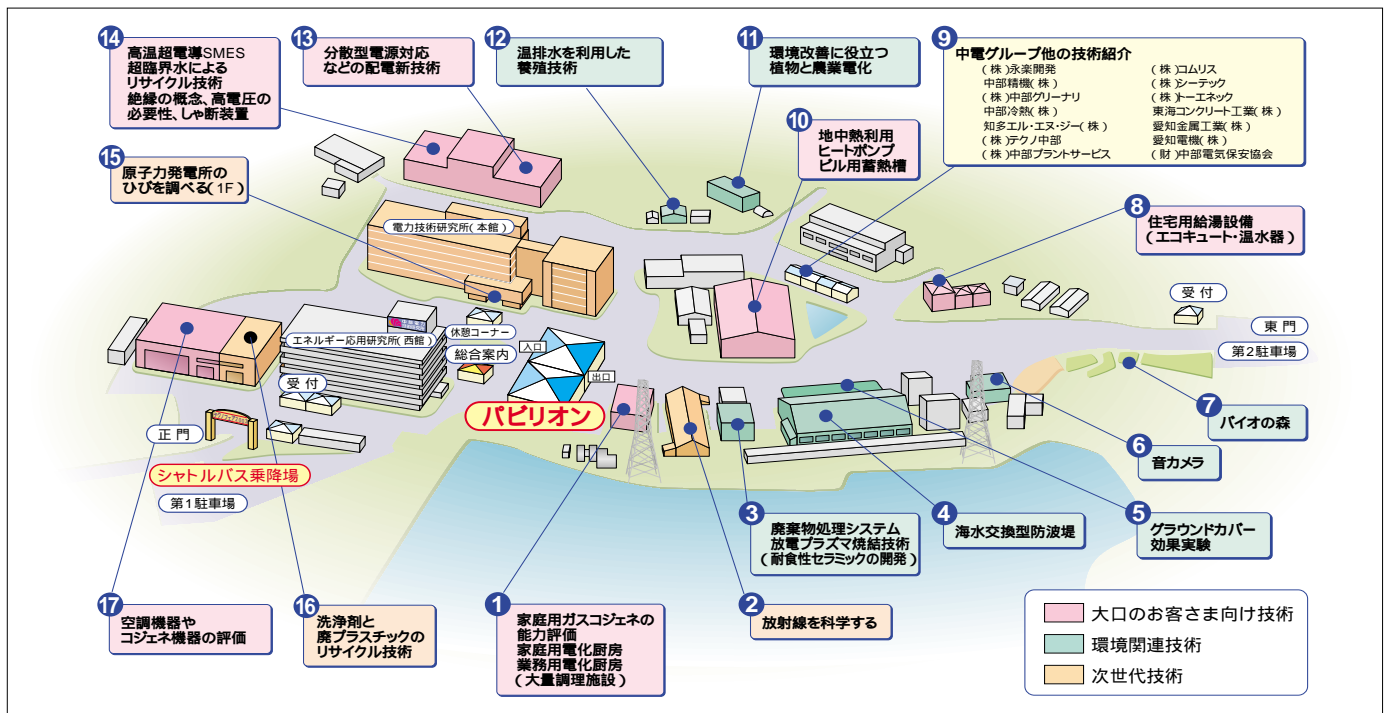 14
高温超電導SMES
超臨界水による
リサイクル技術
絶縁の概念、高電圧の
必要性、しゃ断装置
13
分散型電源対応
などの配電新技術
12
温排水を利用した
養殖技術
11
環境改善に役立つ
植物と農業電化
9
中電グループ他の技術紹介
(株)永楽開発
中部精機(株)
(株)中部グリーナリ
中部冷熱(株)
知多エル・エヌ・ジー(株)
(株)テクノ中部
(株)中部プラントサービス
(株)コムリス
(株)シーテック
(株)トーエネック
東海コンクリート工業(株)
愛知金属工業(株)
愛知電機(株)
(財)中部電気保安協会
15
原子力発電所の
ひびを調べる(1F)
10
地中熱利用
ヒートポンプ
ビル用蓄熱槽
8
住宅用給湯設備
(エコキュート・温水器)
電力技術研究所(本館)
受付
東門
第2駐車場
休憩コーナー
エネルギー応用研究所(西館)
総合案内
入口
出口
受付
パビリオン
正門
シャトルバス乗降場
第1駐車場
7
バイオの森
6
音カメラ
5
グラウンドカバー
効果実験
4
海水交換型防波堤
3
廃棄物処理システム
放電プラズマ焼結技術
(耐食性セラミックの開発)
17
空調機器や
コジェネ機器の評価
16
洗浄剤と
廃プラスチックの
リサイクル技術
1
家庭用ガスコジェネの
能力評価
家庭用電化厨房
業務用電化厨房
(大量調理施設)
2
放射線を科学する
大口のお客さま向け技術
環境関連技術
次世代技術